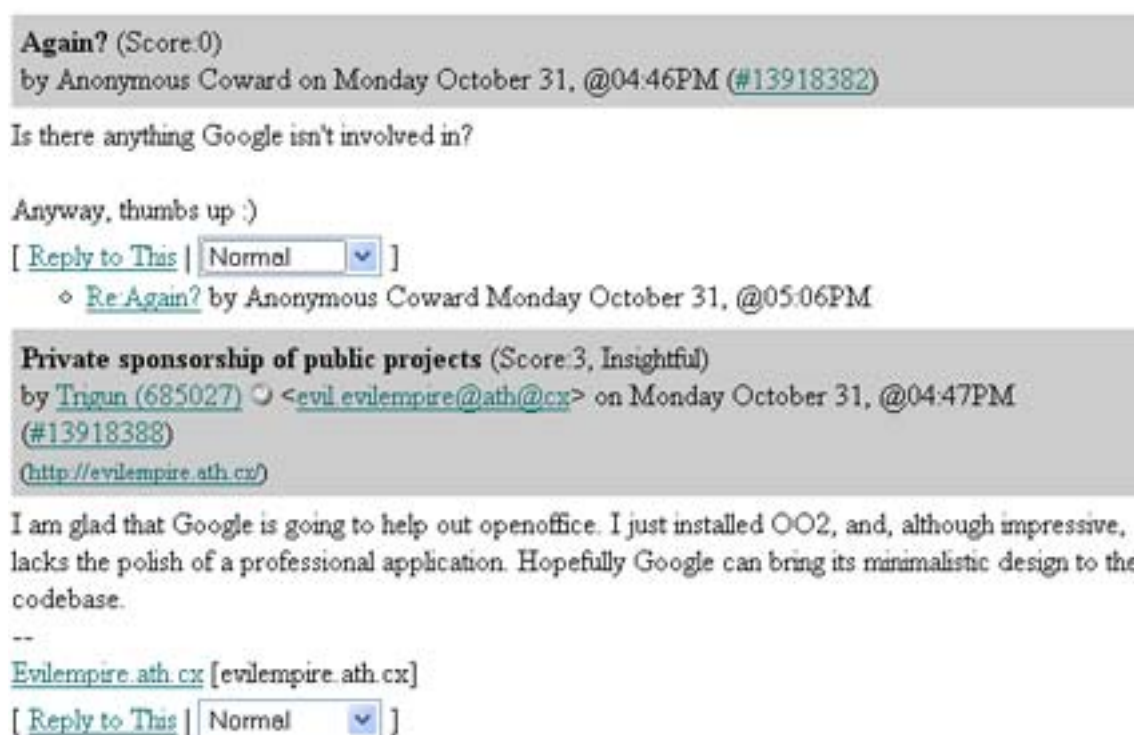 Again? (Score:0)
by Anonymous Coward on Monday October 31, @04:46PM (#13918382)
Is there anything Google isn't involved in?
Anyway, thumbs up :)
[ Reply to This | Normal ]
Re:Again? by Anonymous Coward Monday October 31, @05:06PM
Private sponsorship of public projects (Score:3, Insightful)
by Trigun (685027) <evil.evilempire@ath@cx> on Monday October 31, @04:47PM
(#13918388)
(http://evilempire.ath.cx/)
I am glad that Google is going to help out openoffice. I just installed OO2, and, although impressive,
lacks the polish of a professional application. Hopefully Google can bring its minimalistic design to the
codebase.
--
Evilempire.ath.cx [evilempire.ath.cx]
[ Reply to This | Normal ]